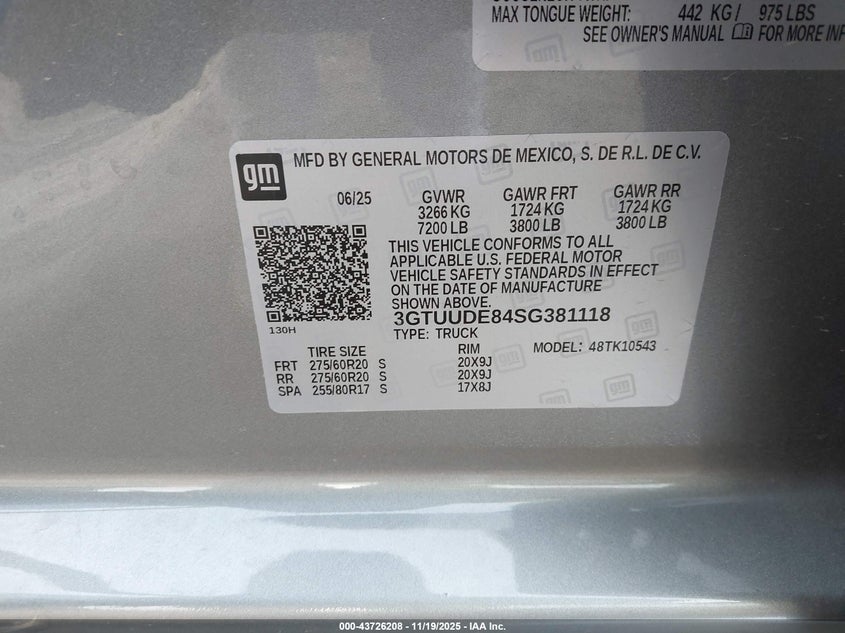 MAX TONGUE WEIGHT: 442 KG / 975 LBS
SEE OWNER'S MANUAL FOR MORE INF
gm MFD BY GENERAL MOTORS DE MEXICO, S. DE R.L. DE C.V.
06/25 GVWR GAWR FRT GAWR RR
3266 KG 1724 KG 1724 KG
7200 LB 3800 LB 3800 LB
THIS VEHICLE CONFORMS TO ALL
APPLICABLE U.S. FEDERAL MOTOR
VEHICLE SAFETY STANDARDS IN EFFECT
ON THE DATE OF MANUFACTURE
SHOWN ABOVE.
130H
3GTUUDE84SG381118
TYPE: TRUCK
TIRE SIZE RIM MODEL: 48TK10543
FRT 275/60R20 S 20X9J
RR 275/60R20 S 20X9J
SPA 255/80R17 S 17X8J
000-43726208 - 11/19/2025 - IAA Inc.